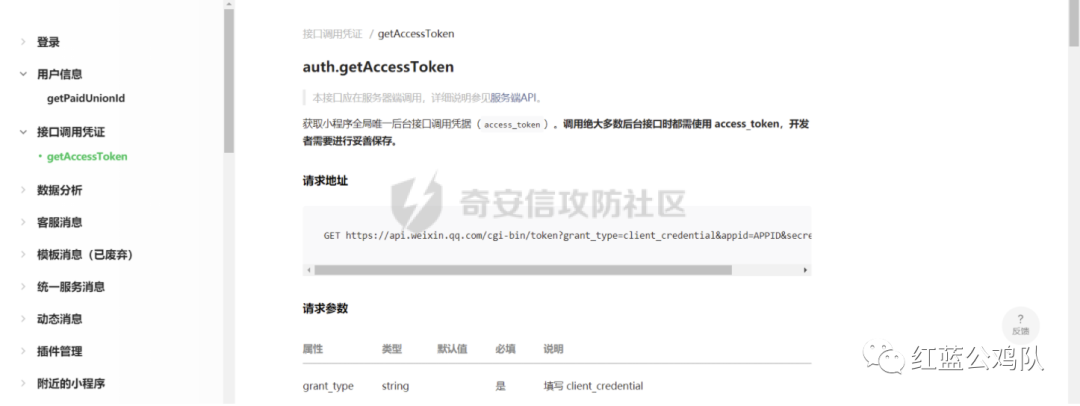 登录
用户信息
getPaidUnionId
接口调用凭证
getAccessToken
数据分析
客服消息
模板消息（已废弃）
统一服务消息
动态消息
插件管理
附近的小程序
接口调用凭证 / getAccessToken
auth.getAccessToken
本接口应在服务器端调用，详细说明参见服务端API。
获取小程序全局唯一后台接口调用凭据（access_token）。调用绝大多数后台接口时都需使用 access_token，开发
者需要进行妥善保存。
请求地址
奇安信攻防社区
GET https://api.weixin.qq.com/cgi-bin/token?grant_type=client_credential&appid=APPID&secre
请求参数
属性 类型 默认值 必填 说明
grant_type string 是 填写 client_credential
?
反馈
红蓝公鸡队